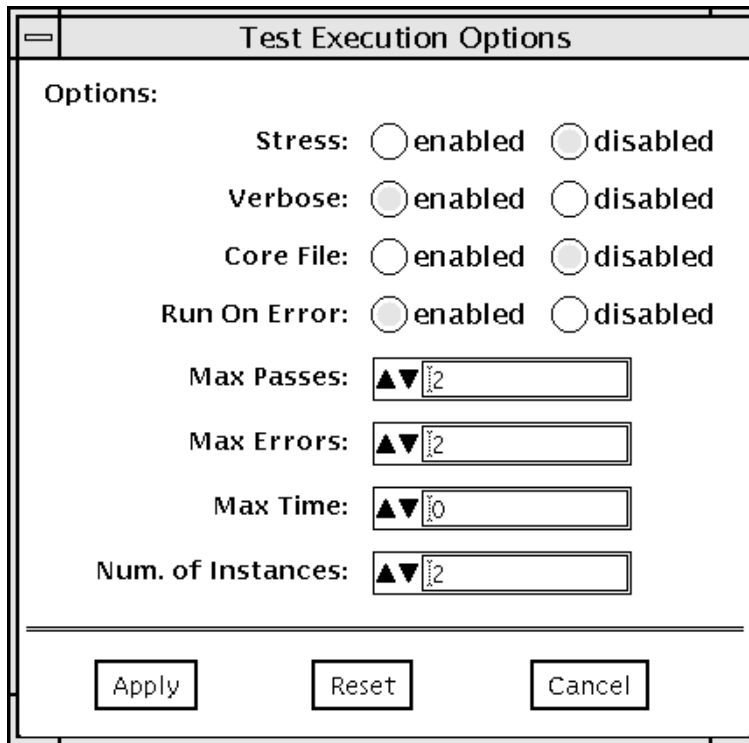 Test Execution Options
Options:
Stress: enabled disabled
Verbose: enabled disabled
Core File: enabled disabled
Run On Error: enabled disabled
Max Passes: 2
Max Errors: 2
Max Time: 0
Num. of Instances: 2
Apply Reset Cancel